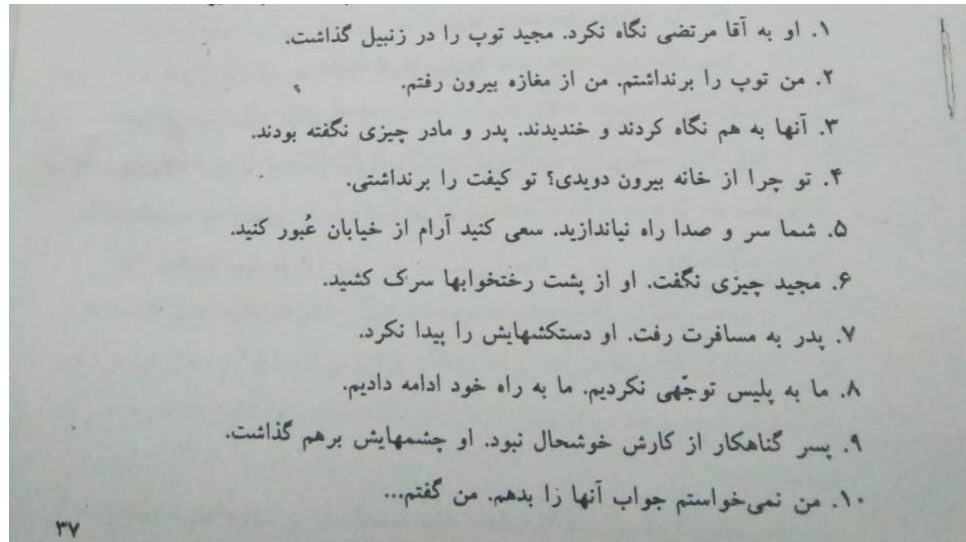 ۱. او به آقا مرتضی نگاه نکرد. مجید توپ را در زنبیل گذاشت.
۲. من توپ را برنداشتم. من از مغازه بیرون رفتم.
۳. آنها به هم نگاه کردند و خندیدند. پدر و مادر چیزی نگفته بودند.
۴. تو چرا از خانه بیرون دویدی؟ تو کیفت را برنداشتی.
۵. شما سر و صدا راه نیاندازید. سعی کنید آرام از خیابان عُبور کنید.
۶. مجید چیزی نگفت. او از پشت رختخوابها سرک کشید.
۷. پدر به مسافرت رفت. او دستکشهایش را پیدا نکرد.
۸. ما به پلیس توجّهی نکردیم. ما به راه خود ادامه دادیم.
۹. پسر گناهکار از کارش خوشحال نبود. او چشمهایش برهم گذاشت.
۱۰. من نمی‌خواستم جواب آنها را بدهم. من گفتم...
۳۷